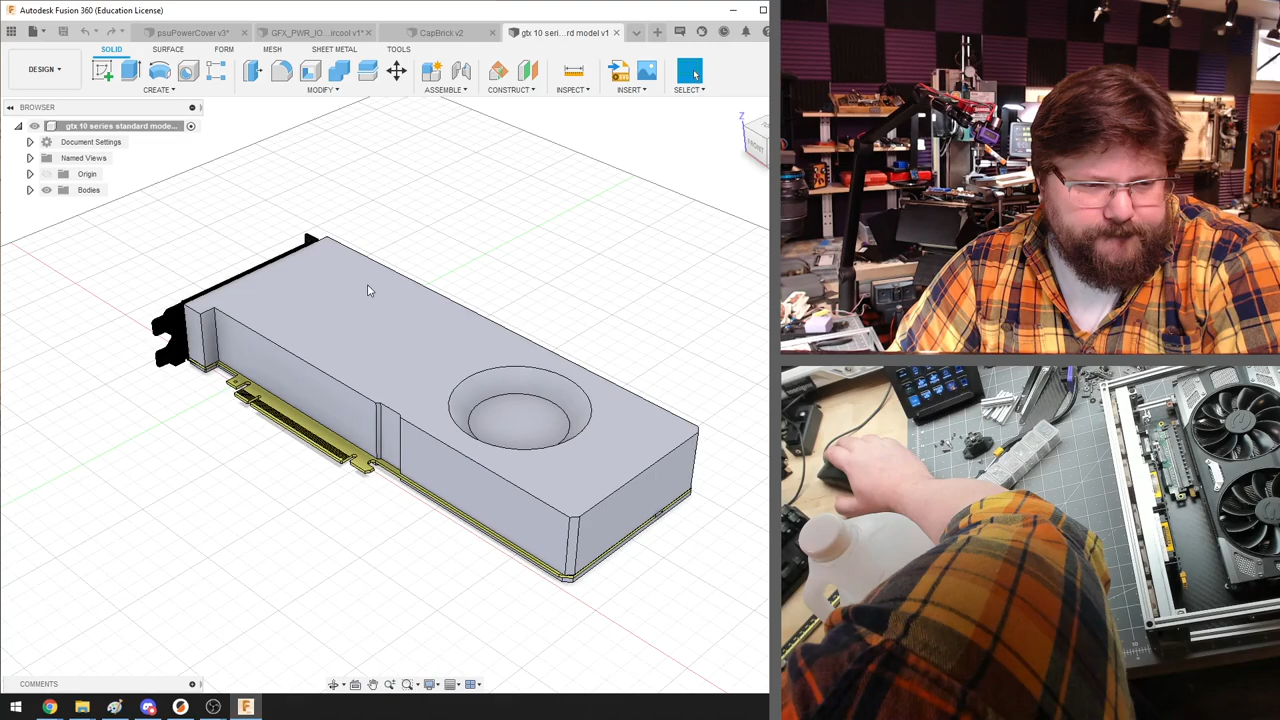 Autodesk Fusion 360 (Education License)
psuPowerCover v3*
GFX_PWR_IO...ircool v1*
CapBrick v2
gtx 10 seri...rd model v1
SOLID
SURFACE
FORM
MESH
SHEET METAL
TOOLS
DESIGN
CREATE
MODIFY
ASSEMBLE
CONSTRUCT
INSPECT
INSERT
SELECT
BROWSER
gtx 10 series standard mode...
Document Settings
Named Views
Origin
Bodies
Z
FRONT
COMMENTS